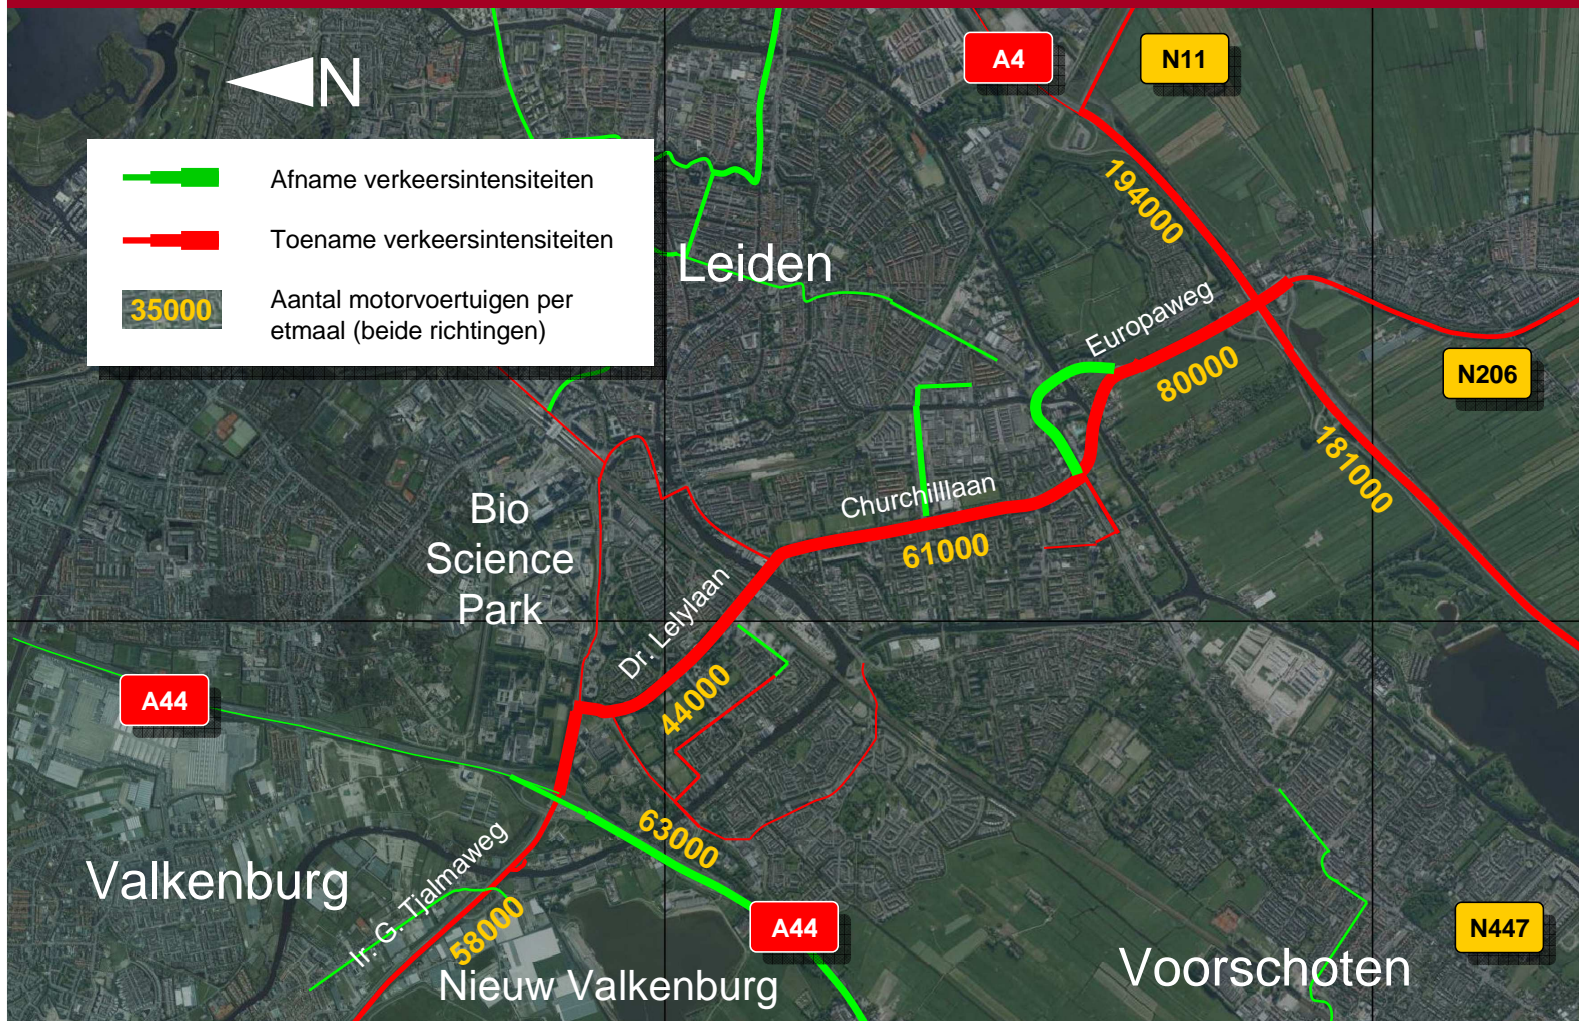 A4
N11
N
Afname verkeersintensiteiten
Toename verkeersintensiteiten
35000
Aantal motorvoertuigen per
etmaal (beide richtingen)
194000
Leiden
Europaweg
80000
N206
181000
Churchilllaan
61000
Bio
Science
Park
Dr. Lelylaan
44000
A44
63000
Valkenburg
Ir. G. Tjalmaweg
58000
A44
N447
Voorschoten
Nieuw Valkenburg